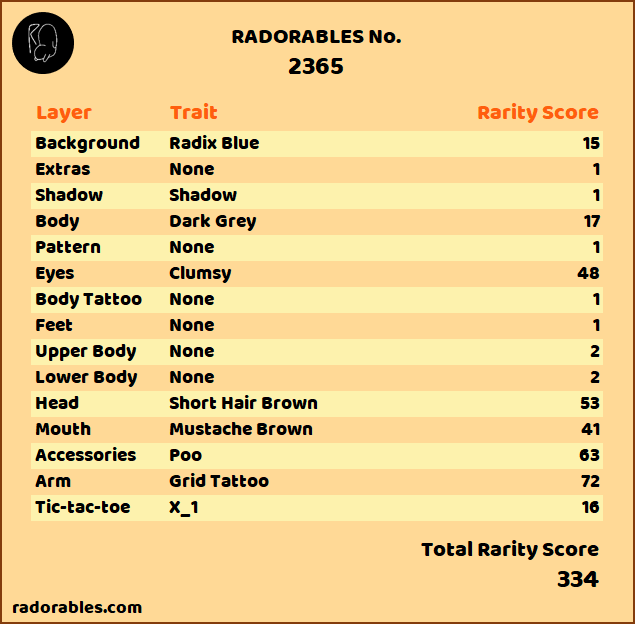 RADORABLES No.
2365
Layer Trait Rarity Score
Background Radix Blue 15
Extras None 1
Shadow Shadow 1
Body Dark Grey 17
Pattern None 1
Eyes Clumsy 48
Body Tattoo None 1
Feet None 1
Upper Body None 2
Lower Body None 2
Head Short Hair Brown 53
Mouth Mustache Brown 41
Accessories Poo 63
Arm Grid Tattoo 72
Tic-tac-toe X_1 16
Total Rarity Score
334
radorables.com